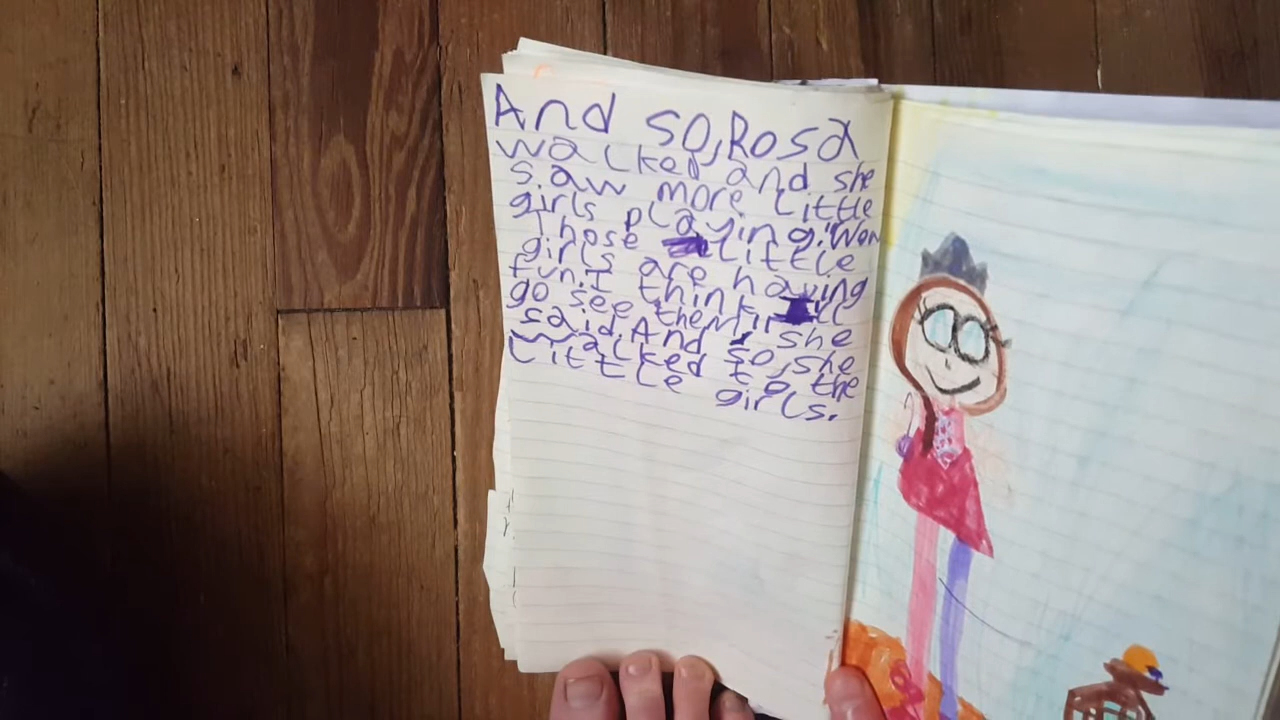 And so, Rosa
walked and she
saw more little
girls playing. "Wow
Those little
girls are having
fun. I think I'll
go see them" she
said. And so, she
walked to the
little girls.